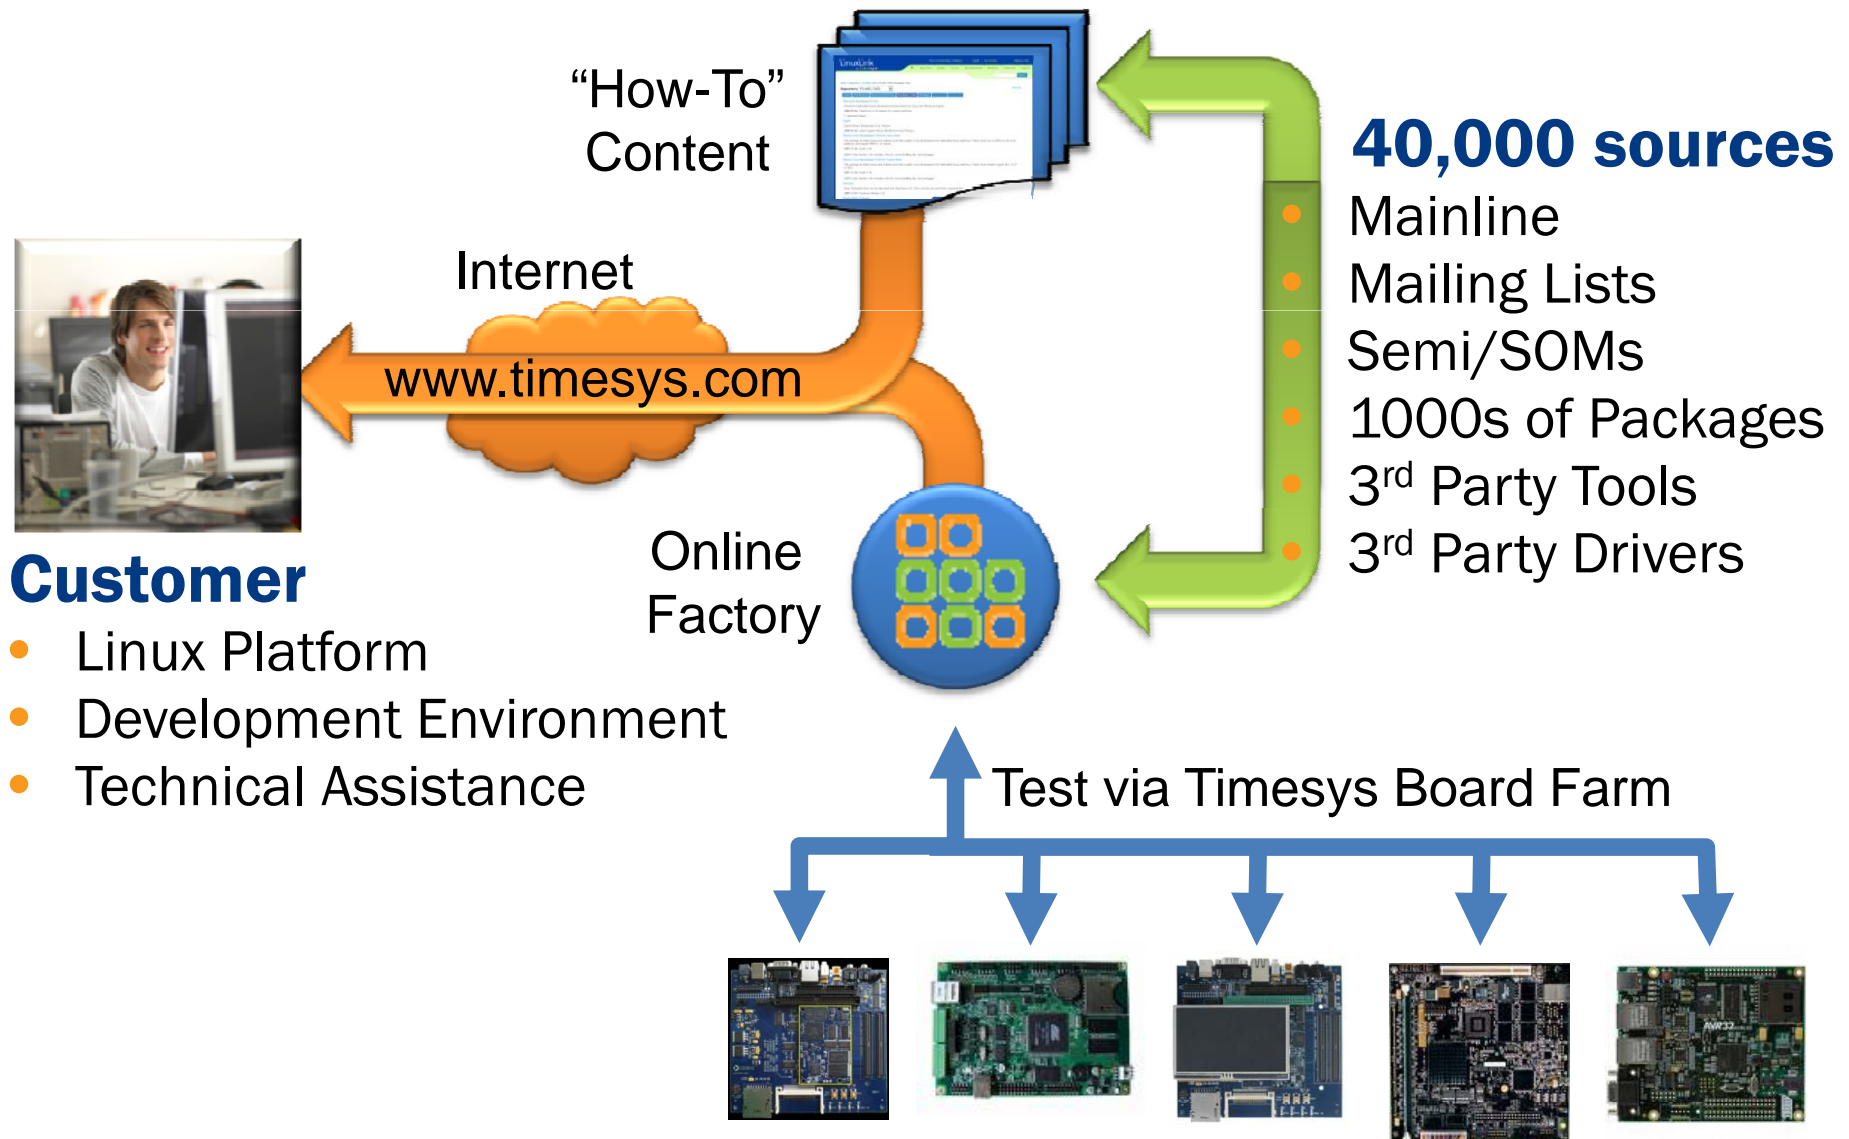 “How-To”
Content
LinuxLink
40,000 sources
• Mainline
• Mailing Lists
• Semi/SOMs
• 1000s of Packages
• 3rd Party Tools
• 3rd Party Drivers
Internet
www.timesys.com
Online
Factory
Customer
• Linux Platform
• Development Environment
• Technical Assistance
Test via Timesys Board Farm
AVR32